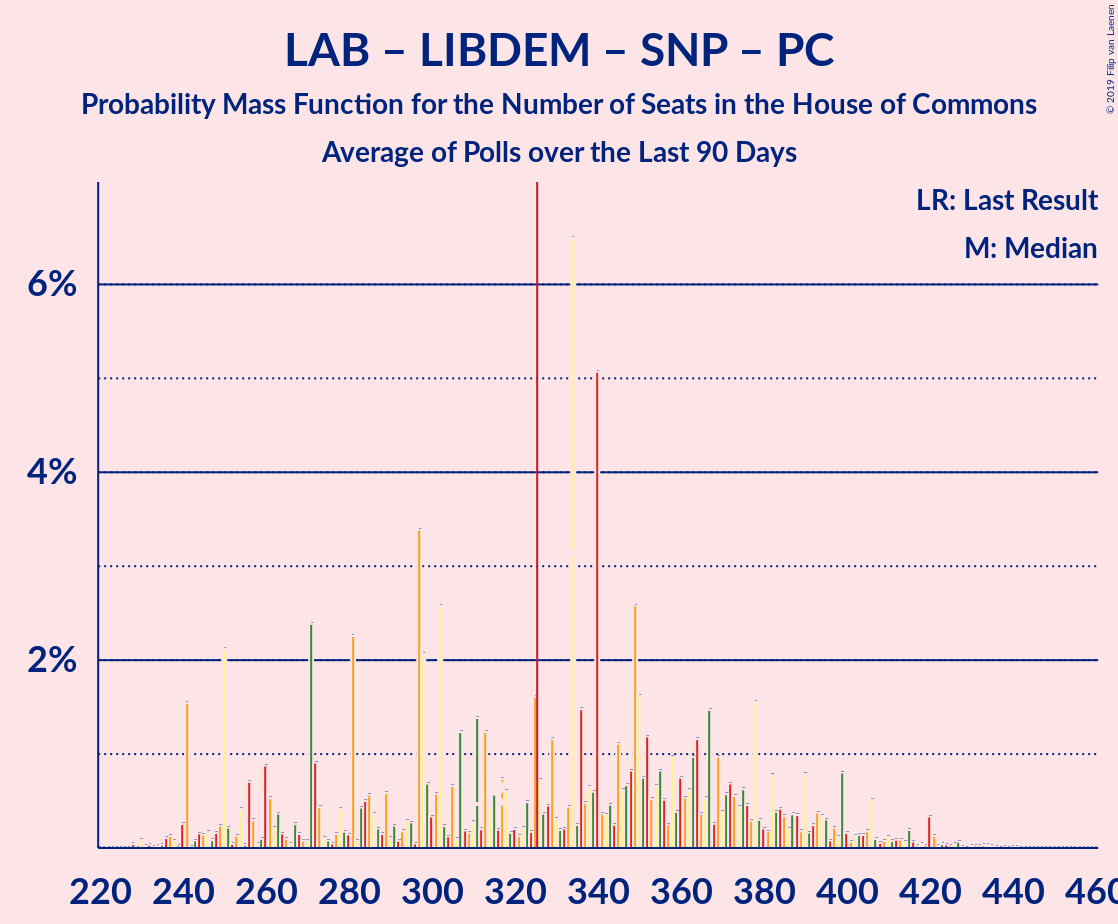 LAB – LIBDEM – SNP – PC
Probability Mass Function for the Number of Seats in the House of Commons
Average of Polls over the Last 90 Days
© 2019 Filip van Laenen
LR: Last Result
M: Median
6%
4%
2%
220 240 260 280 300 320 340 360 380 400 420 440 460